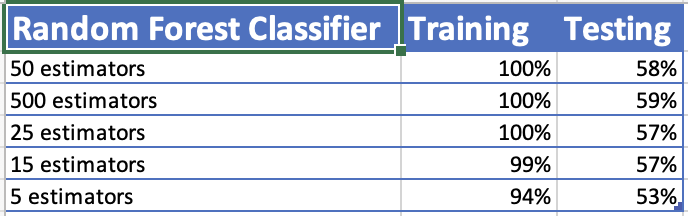 Random Forest Classifier Training Testing
50 estimators 100% 58%
500 estimators 100% 59%
25 estimators 100% 57%
15 estimators 99% 57%
5 estimators 94% 53%